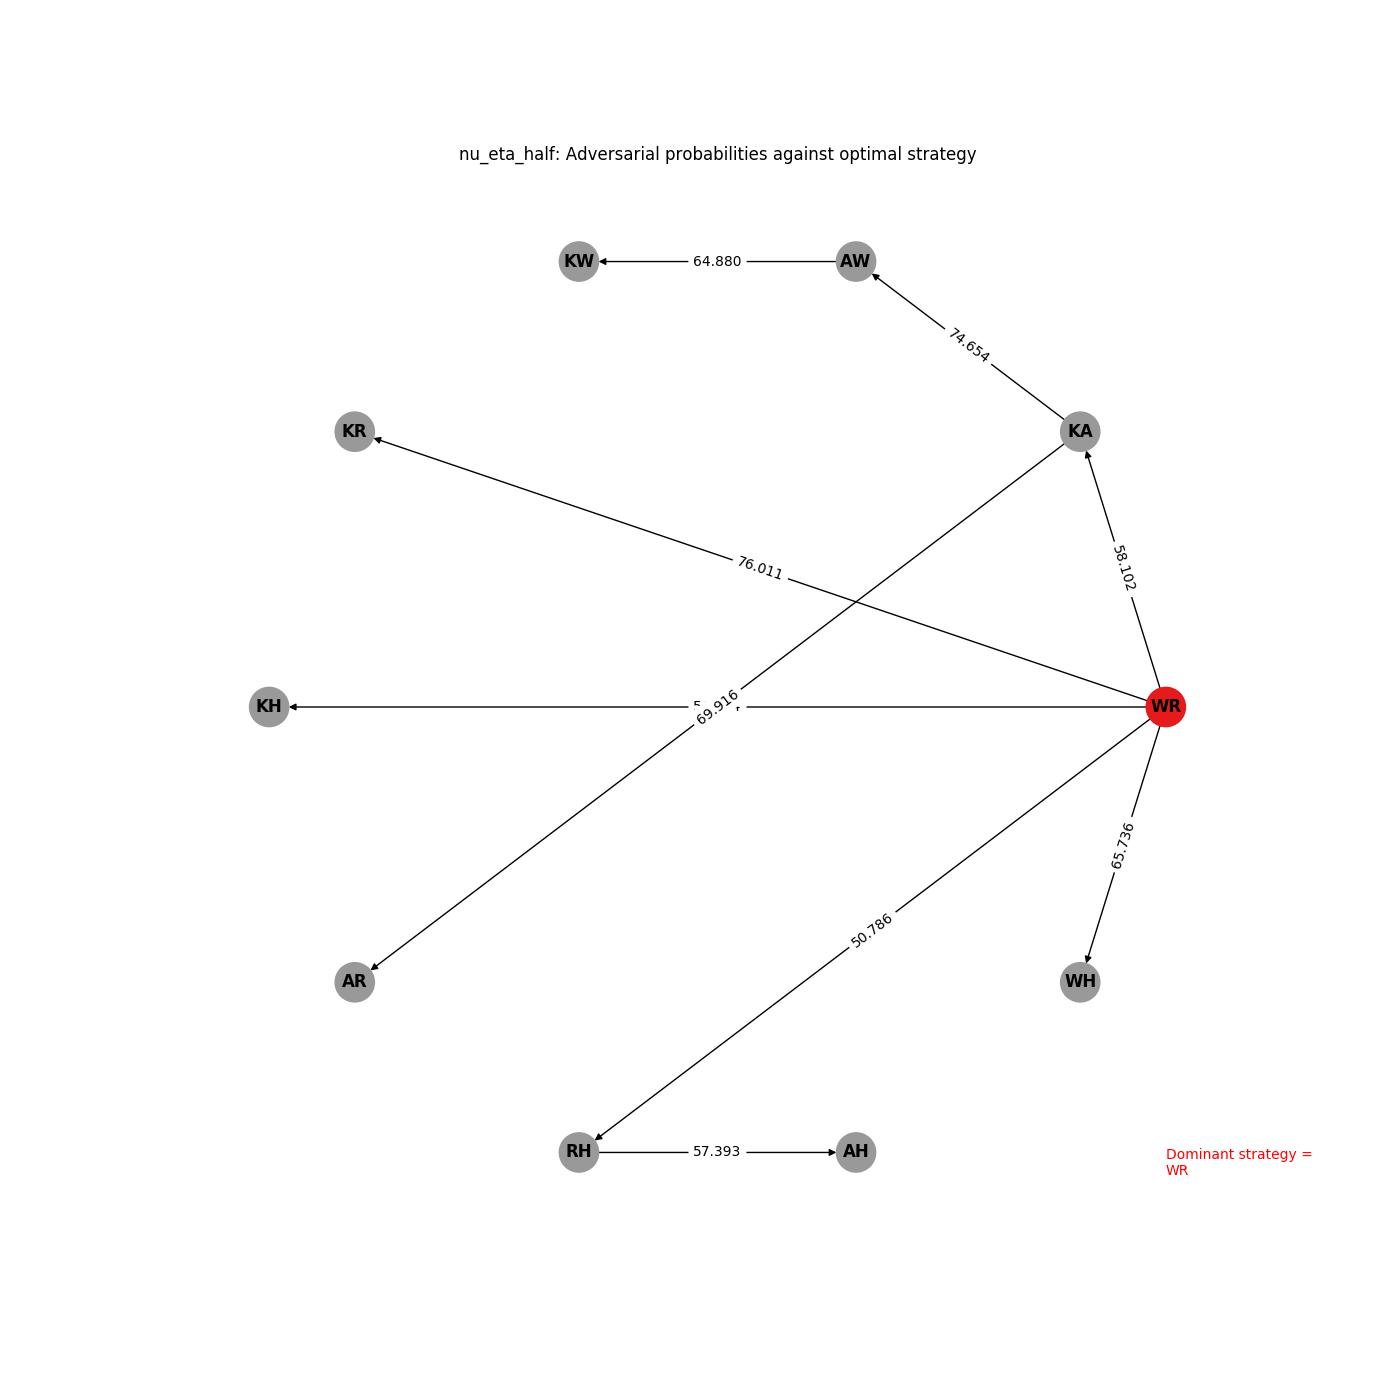 nu_eta_half: Adversarial probabilities against optimal strategy
KW
64.880
AW
74.654
KR
KA
76.011
58.102
KH
69.916
WR
65.736
50.786
AR
WH
RH
57.393
AH
Dominant strategy =
WR